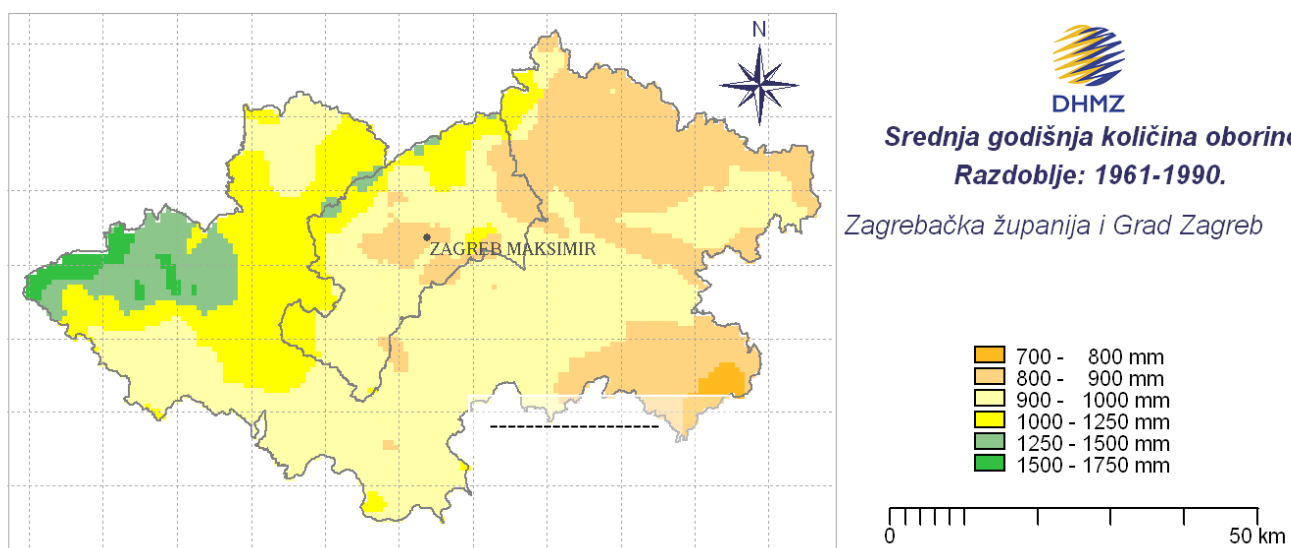 N
ZAGREB MAKSIMIR
DHMZ
Srednja godišnja količina oborine
Razdoblje: 1961-1990.
Zagrebačka županija i Grad Zagreb
700 - 800 mm
800 - 900 mm
900 - 1000 mm
1000 - 1250 mm
1250 - 1500 mm
1500 - 1750 mm
0 50 km